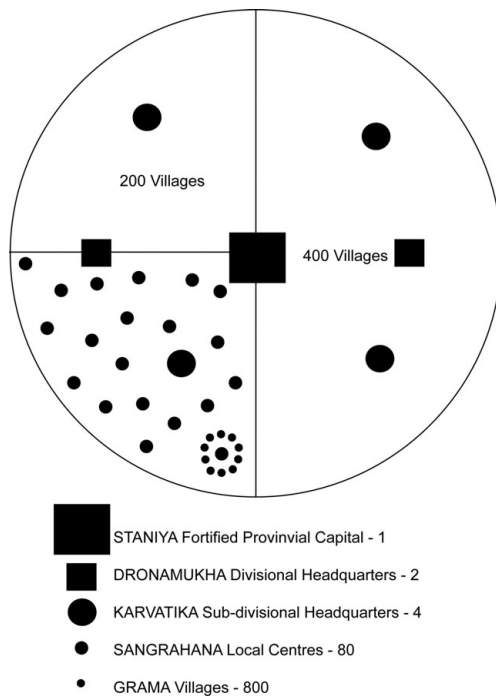 200 Villages
400 Villages
STANIYA Fortified Provinvial Capital - 1
DRONAMUKHA Divisional Headquarters - 2
KARVATIKA Sub-divisional Headquarters - 4
SANGRAHANA Local Centres - 80
GRAMA Villages - 800